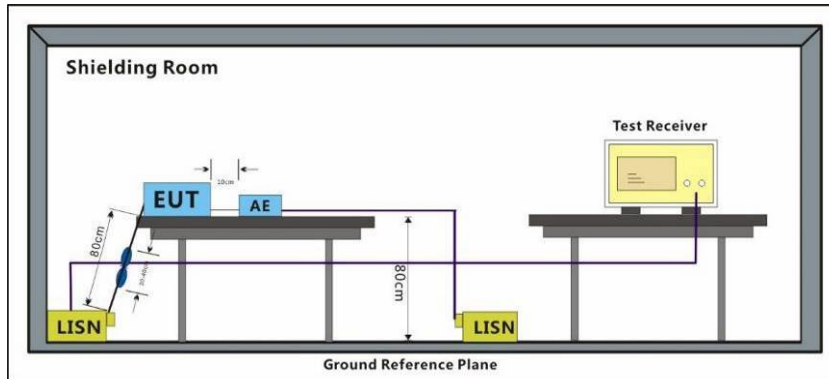 Shielding Room
Test Receiver
10cm
EUT
AE
80cm
80cm
LISN
LISN
Ground Reference Plane